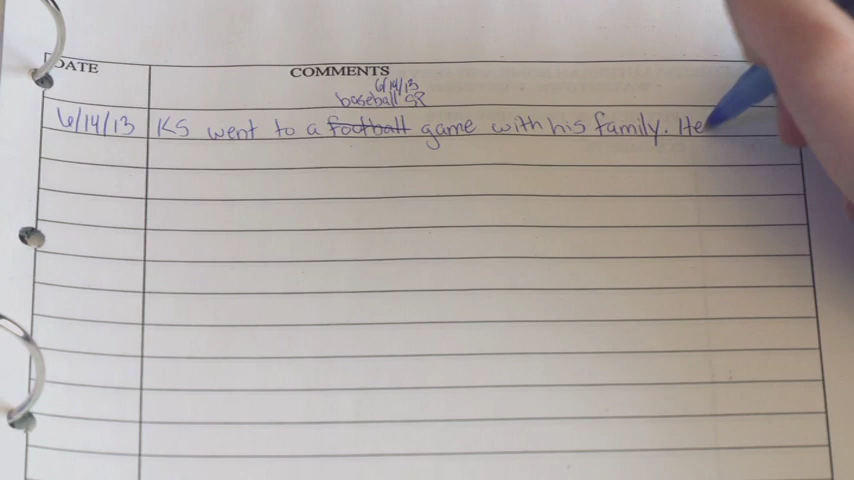 DATE COMMENTS
6/14/13
baseball SR
6/14/13 KS went to a football game with his family. He